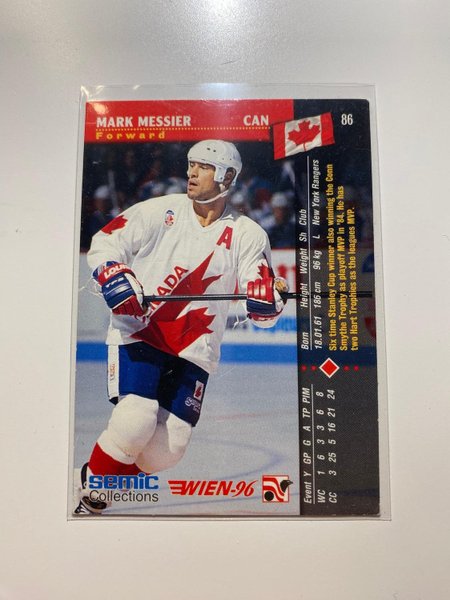 MARK MESSIER CAN 86
Forward
Born Height Weight Sh Club
18.01.61 186 cm 96 kg L New York Rangers
Six time Stanley Cup winner also winning the Conn
Smythe Trophy as playoff MVP in '84. He has
two Hart Trophies as the leagues MVP.
Event Y GP G A TP PIM
WC 1 6 3 3 6 8
CC 3 25 5 16 21 24
CANADA
A
LOUI
semic
Collections
WIEN-96